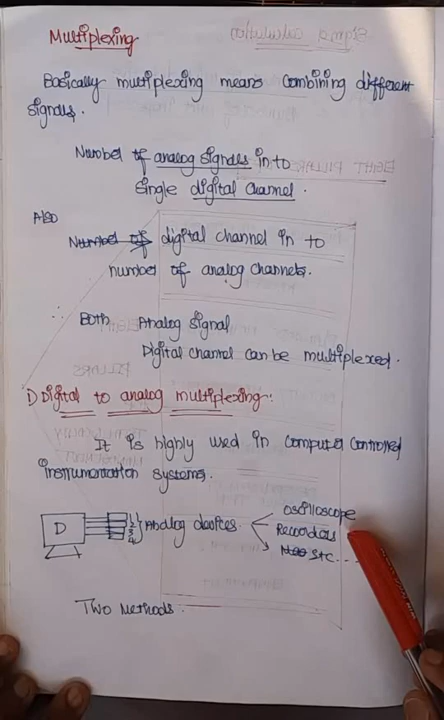 Multiplexing
Basically multiplexing means combining different
signals.
Number of analog signals in to
single digital channel.
Also
Number of digital channel in to
number of analog channels.
∴ Both Analog signal
Digital channel can be multiplexed.
1) Digital to analog multiplexing:
It is highly used in computer controlled
instrumentation systems.
D 1 2 3 4 } Analog devices. oscilloscope
Recorders
etc....
Two Methods.